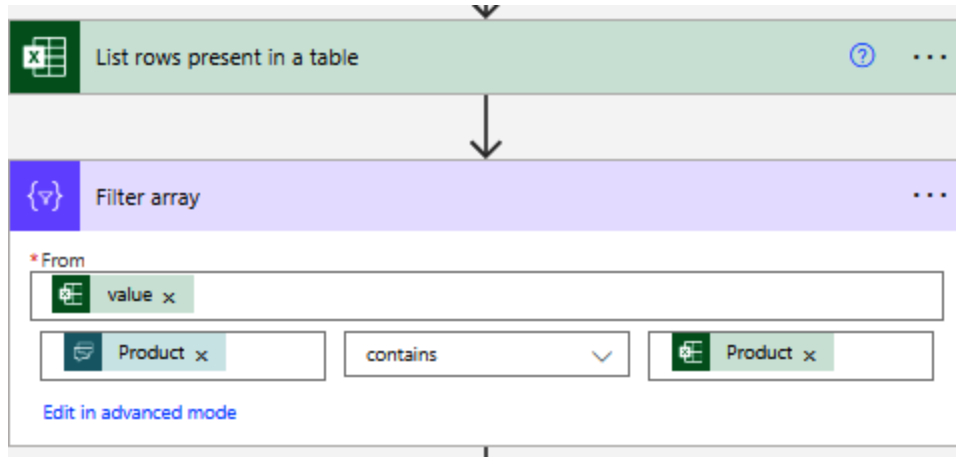 List rows present in a table
Filter array
* From
value ×
Product × contains Product ×
Edit in advanced mode